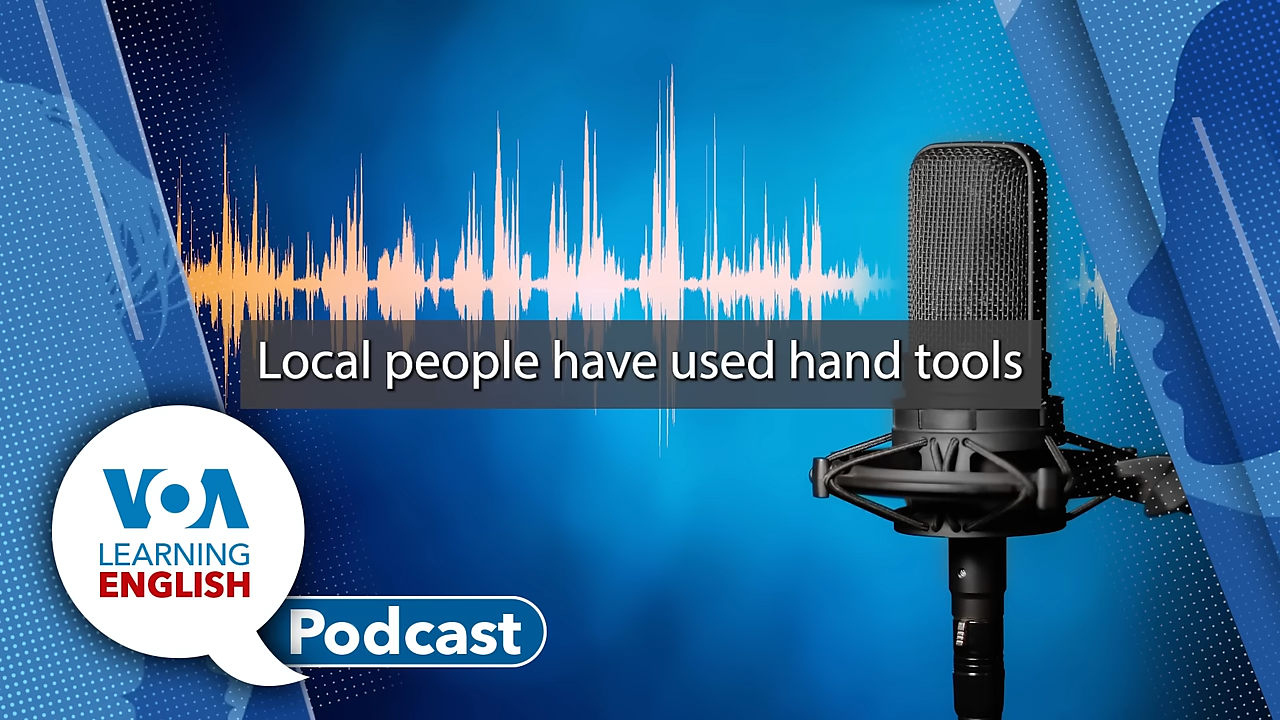 Local people have used hand tools
VOA
LEARNING
ENGLISH
Podcast